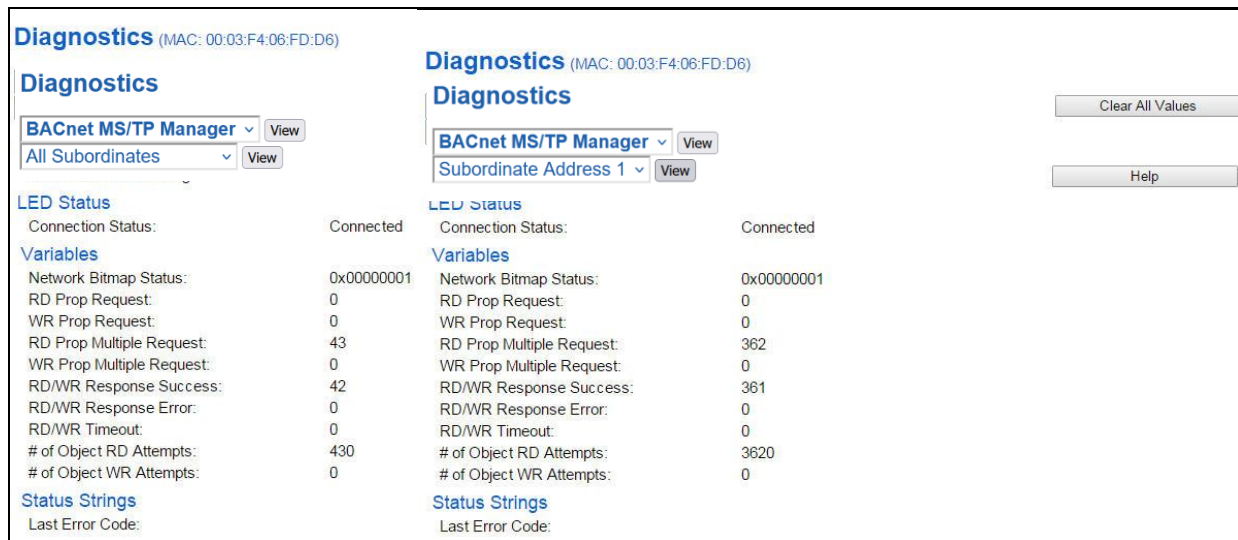 Diagnostics (MAC: 00:03:F4:06:FD:D6)
Diagnostics
BACnet MS/TP Manager View
All Subordinates View
LED Status
Connection Status: Connected
Variables
Network Bitmap Status: 0x00000001
RD Prop Request: 0
WR Prop Request: 0
RD Prop Multiple Request: 43
WR Prop Multiple Request: 0
RD/WR Response Success: 42
RD/WR Response Error: 0
RD/WR Timeout: 0
# of Object RD Attempts: 430
# of Object WR Attempts: 0
Status Strings
Last Error Code:
Diagnostics (MAC: 00:03:F4:06:FD:D6)
Diagnostics
BACnet MS/TP Manager View
Subordinate Address 1 View
LED Status
Connection Status: Connected
Variables
Network Bitmap Status: 0x00000001
RD Prop Request: 0
WR Prop Request: 0
RD Prop Multiple Request: 362
WR Prop Multiple Request: 0
RD/WR Response Success: 361
RD/WR Response Error: 0
RD/WR Timeout: 0
# of Object RD Attempts: 3620
# of Object WR Attempts: 0
Status Strings
Last Error Code:
Clear All Values
Help